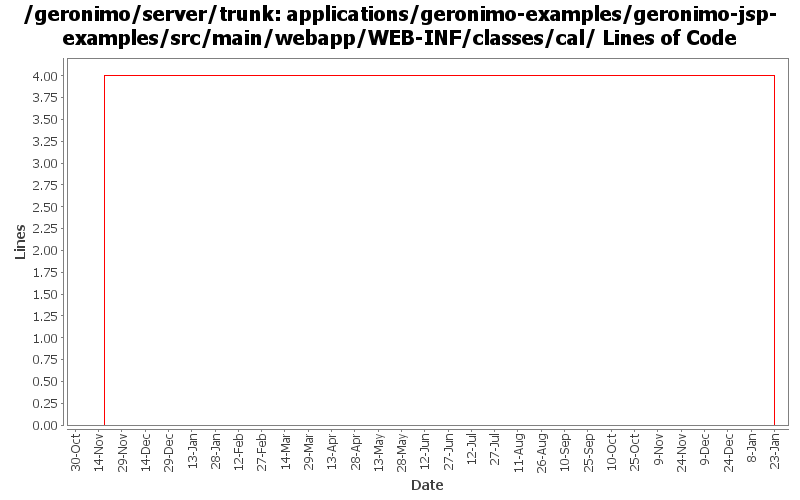 /geronimo/server/trunk: applications/geronimo-examples/geronimo-jsp-
examples/src/main/webapp/WEB-INF/classes/cal/ Lines of Code
4.00
3.75
3.50
3.25
3.00
2.75
2.50
2.25
2.00
1.75
1.50
1.25
1.00
0.75
0.50
0.25
0.00
Lines
30-Oct
14-Nov
29-Nov
14-Dec
29-Dec
13-Jan
28-Jan
12-Feb
27-Feb
14-Mar
29-Mar
13-Apr
28-Apr
13-May
28-May
12-Jun
27-Jun
12-Jul
27-Jul
11-Aug
26-Aug
10-Sep
25-Sep
10-Oct
25-Oct
9-Nov
24-Nov
9-Dec
24-Dec
8-Jan
23-Jan
Date